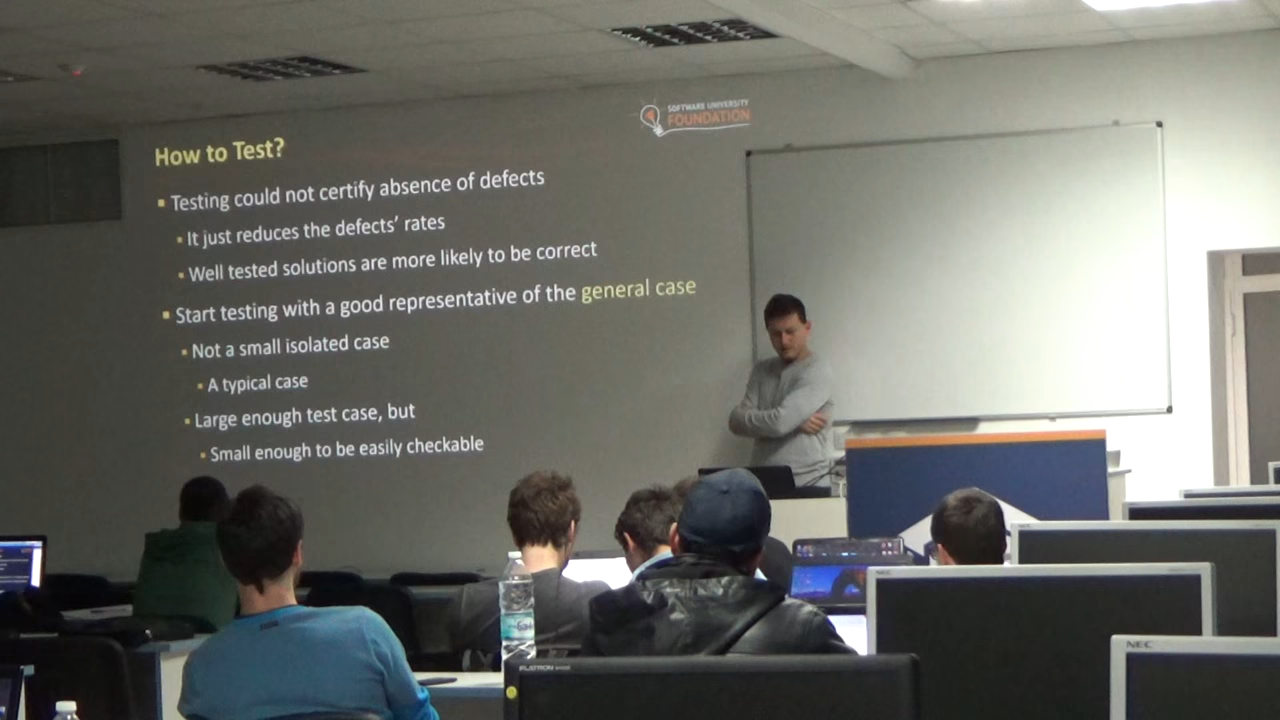 SOFTWARE UNIVERSITY
FOUNDATION
How to Test?
Testing could not certify absence of defects
It just reduces the defects' rates
Well tested solutions are more likely to be correct
Start testing with a good representative of the general case
Not a small isolated case
A typical case
Large enough test case, but
Small enough to be easily checkable
FLATRON
NEC
NEC
NEC